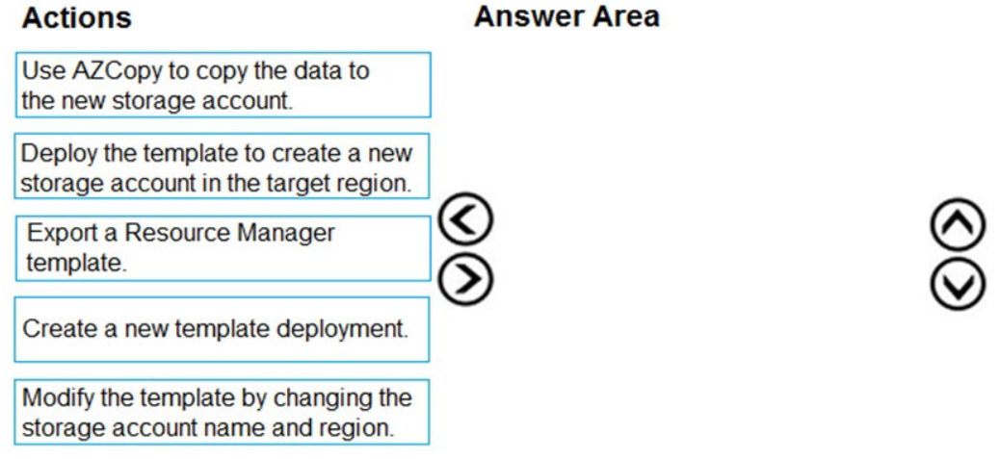 Actions
Answer Area
Use AZCopy to copy the data to
the new storage account.
Deploy the template to create a new
storage account in the target region.
Export a Resource Manager
template.
Create a new template deployment.
Modify the template by changing the
storage account name and region.